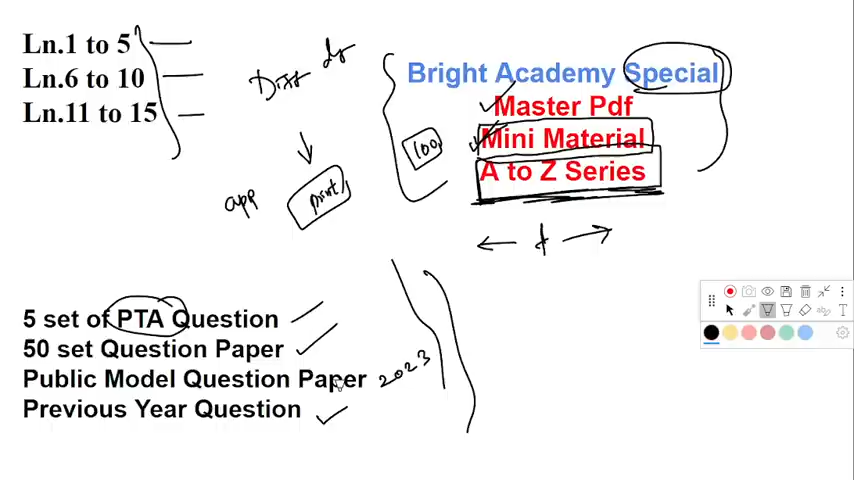 Ln.1 to 5
Ln.6 to 10
Ln.11 to 15
Bright Academy Special
Master Pdf
Mini Material
A to Z Series
100
app
print
5 set of PTA Question
50 set Question Paper
Public Model Question Paper 2023
Previous Year Question